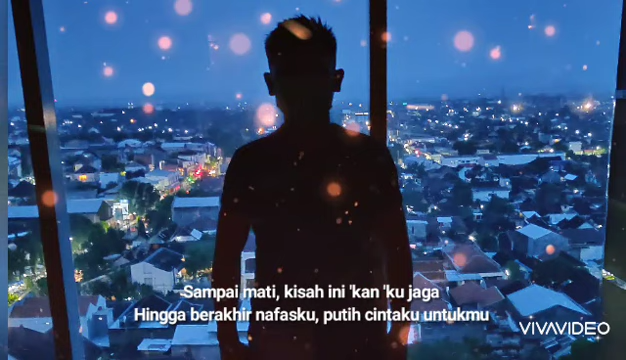 Sampai mati, kisah ini 'kan 'ku jaga
Hingga berakhir nafasku, putih cintaku untukmu
VIVAVIDEO